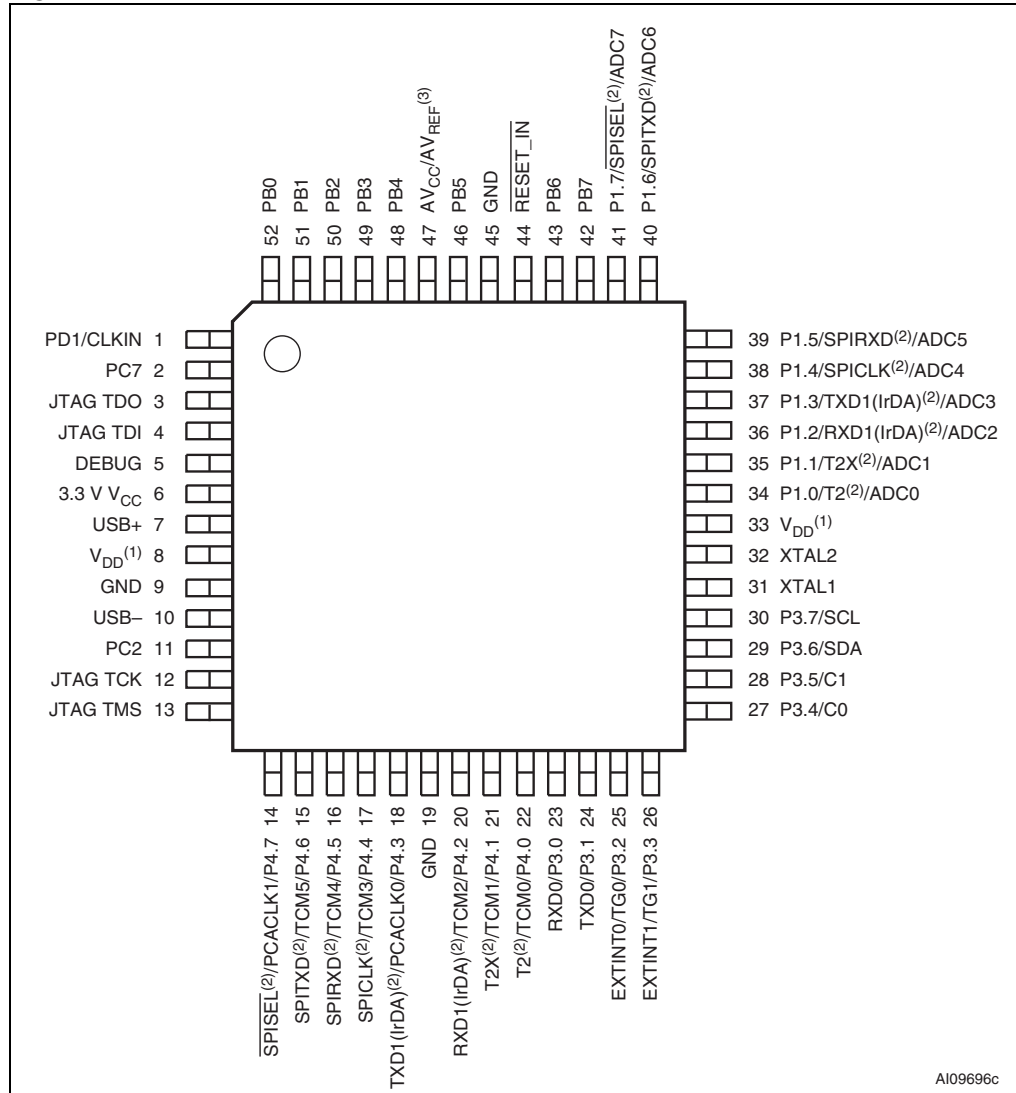 52 PB0
51 PB1
50 PB2
49 PB3
48 PB4
47 AVCC/AVREF(3)
46 PB5
45 GND
44 RESET_IN
43 PB6
42 PB7
41 P1.7/SPISEL(2)/ADC7
40 P1.6/SPITXD(2)/ADC6
PD1/CLKIN 1
PC7 2
JTAG TDO 3
JTAG TDI 4
DEBUG 5
3.3 V VCC 6
USB+ 7
VDD(1) 8
GND 9
USB– 10
PC2 11
JTAG TCK 12
JTAG TMS 13
39 P1.5/SPIRXD(2)/ADC5
38 P1.4/SPICLK(2)/ADC4
37 P1.3/TXD1(IrDA)(2)/ADC3
36 P1.2/RXD1(IrDA)(2)/ADC2
35 P1.1/T2X(2)/ADC1
34 P1.0/T2(2)/ADC0
33 VDD(1)
32 XTAL2
31 XTAL1
30 P3.7/SCL
29 P3.6/SDA
28 P3.5/C1
27 P3.4/C0
SPISEL(2)/PCACLK1/P4.7 14
SPITXD(2)/TCM5/P4.6 15
SPIRXD(2)/TCM4/P4.5 16
SPICLK(2)/TCM3/P4.4 17
TXD1(IrDA)(2)/PCACLK0/P4.3 18
GND 19
RXD1(IrDA)(2)/TCM2/P4.2 20
T2X(2)/TCM1/P4.1 21
T2(2)/TCM0/P4.0 22
RXD0/P3.0 23
TXD0/P3.1 24
EXTINT0/TG0/P3.2 25
EXTINT1/TG1/P3.3 26
AI09696c